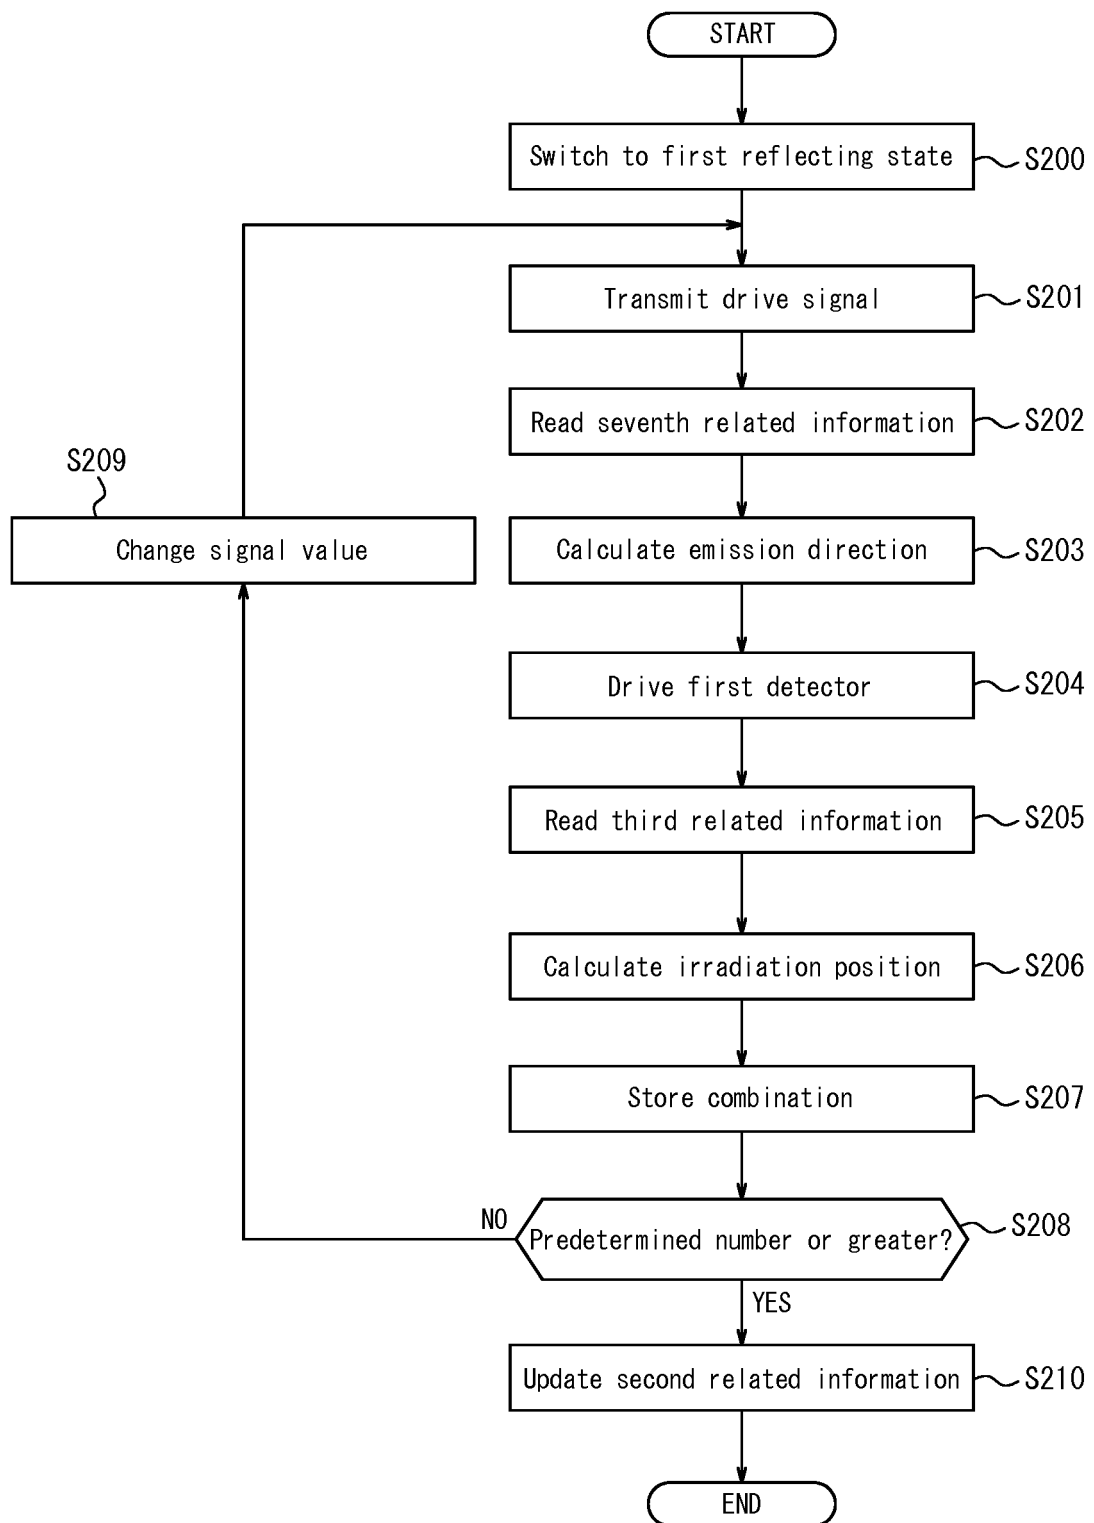 START
Switch to first reflecting state
S200
Transmit drive signal
S201
Read seventh related information
S202
S209
Change signal value
Calculate emission direction
S203
Drive first detector
S204
Read third related information
S205
Calculate irradiation position
S206
Store combination
S207
NO
Predetermined number or greater?
S208
YES
Update second related information
S210
END